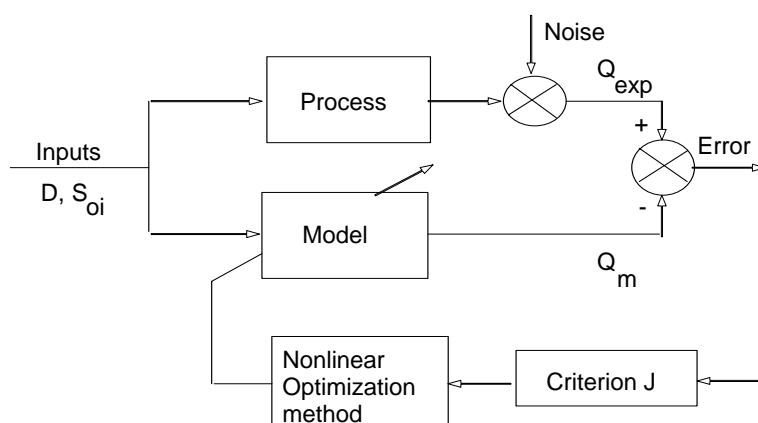 Noise
Process
Q
exp
+
Error
Inputs
D, S
oi
Model
-
Q
m
Nonlinear
Optimization
method
Criterion J